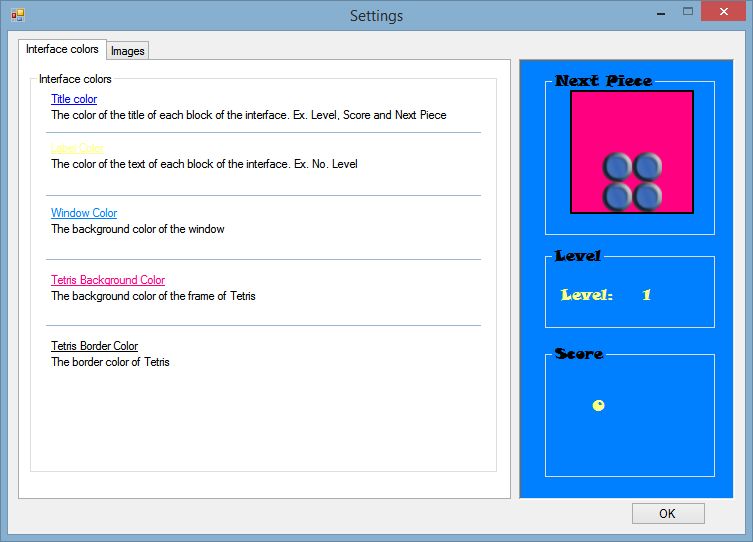 Settings
Interface colors
Images
Interface colors
Title color
The color of the title of each block of the interface. Ex. Level, Score and Next Piece
Label Color
The color of the text of each block of the interface. Ex. No. Level
Window Color
The background color of the window
Tetris Background Color
The background color of the frame of Tetris
Tetris Border Color
The border color of Tetris
Next Piece
Level
Level: 1
Score
0
OK